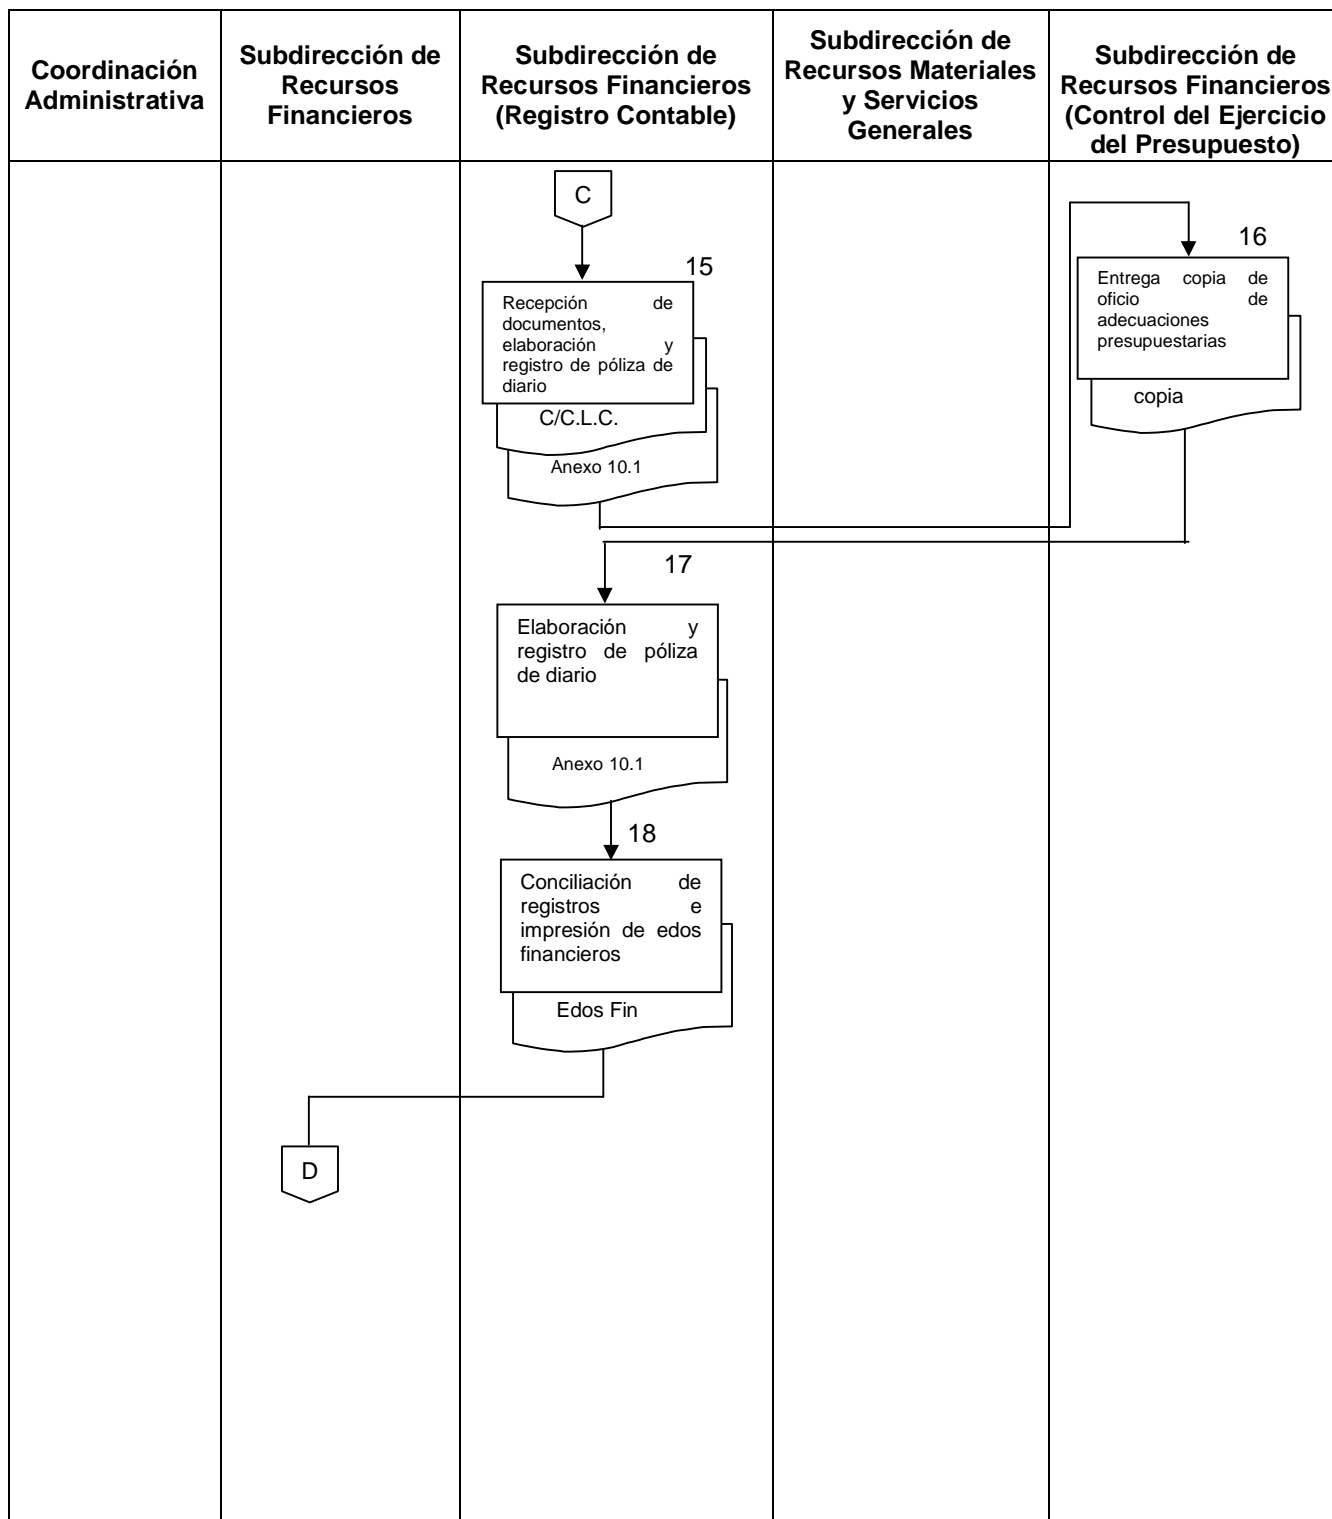 Coordinación
Administrativa
Subdirección de
Recursos
Financieros
Subdirección de
Recursos Financieros
(Registro Contable)
Subdirección de
Recursos Materiales
y Servicios
Generales
Subdirección de
Recursos Financieros
(Control del Ejercicio
del Presupuesto)
C
15
Recepción de
documentos,
elaboración y
registro de póliza de
diario
C/C.L.C.
Anexo 10.1
16
Entrega copia de
oficio de
adecuaciones
presupuestarias
copia
17
Elaboración y
registro de póliza
de diario
Anexo 10.1
18
Conciliación de
registros e
impresión de edos
financieros
Edos Fin
D